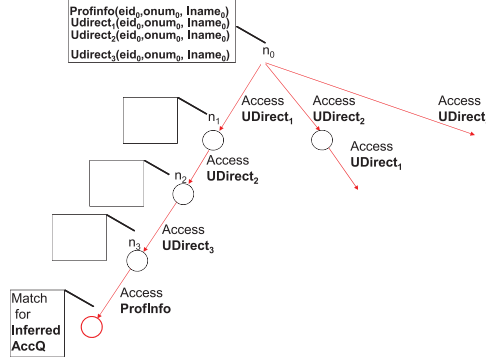 Profinfo(eid₀,onum₀, lname₀)
Udirect₁(eid₀,onum₀, lname₀)
Udirect₂(eid₀,onum₀, lname₀)
Udirect₃(eid₀,onum₀, lname₀)
n₀
n₁
Access
UDirect₁
Access
UDirect₂
Access
UDirect
Access
UDirect₁
Access
UDirect₂
n₂
Access
UDirect₃
n₃
Access
ProfInfo
Match
for
Inferred
AccQ